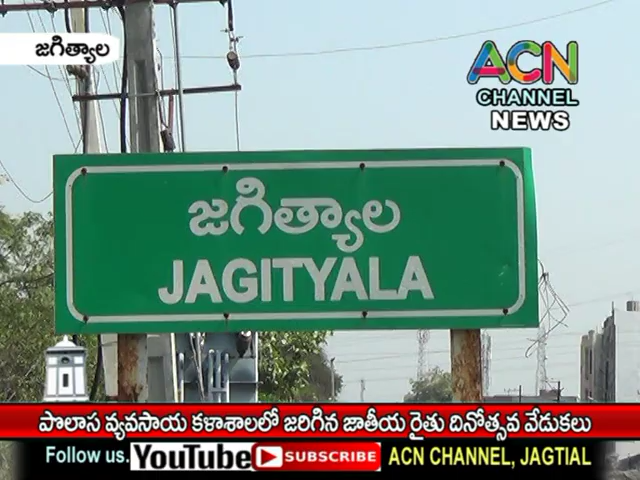 జగిత్యాల
ACN
CHANNEL
NEWS
జగిత్యాల
JAGITYALA
పొలాస వ్యవసాయ కళాశాలలో జరిగిన జాతీయ రైతు దినోత్సవ వేడుకలు
Follow us. YouTube SUBSCRIBE ACN CHANNEL, JAGTIAL